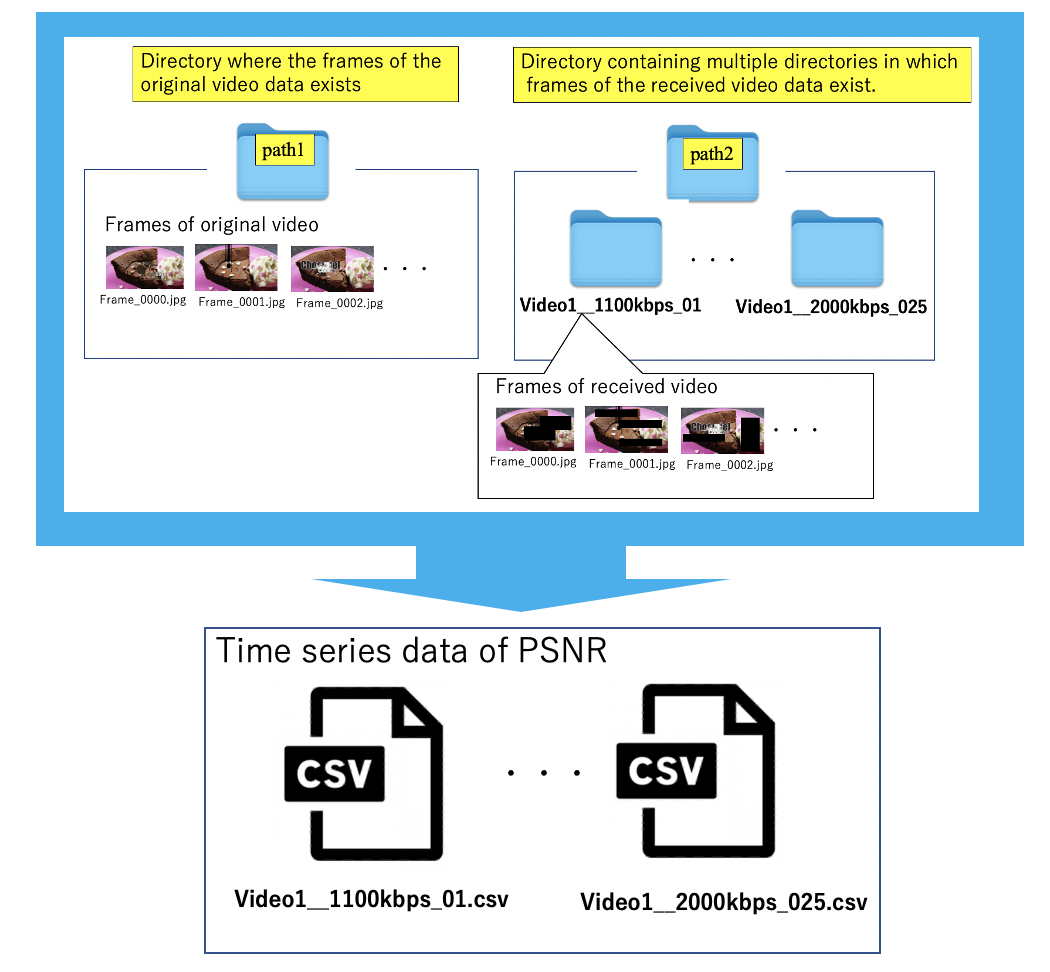 Directory where the frames of the
original video data exists
Directory containing multiple directories in which
frames of the received video data exist.
path1
path2
Frames of original video
Frame_0000.jpg
Frame_0001.jpg
Frame_0002.jpg
. . .
. . .
Video1__1100kbps_01
Video1__2000kbps_025
Frames of received video
Frame_0000.jpg
Frame_0001.jpg
Frame_0002.jpg
. . .
Time series data of PSNR
CSV
. . .
CSV
Video1__1100kbps_01.csv
Video1__2000kbps_025.csv